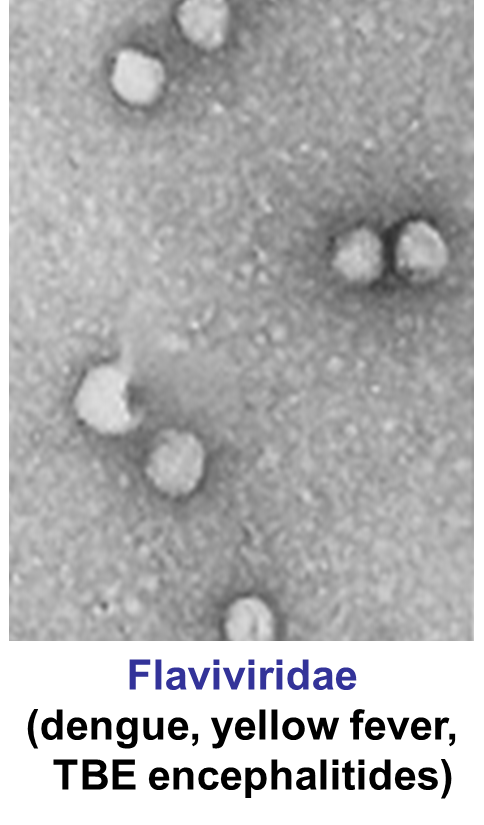 Flaviviridae
(dengue, yellow fever,
TBE encephalitides)